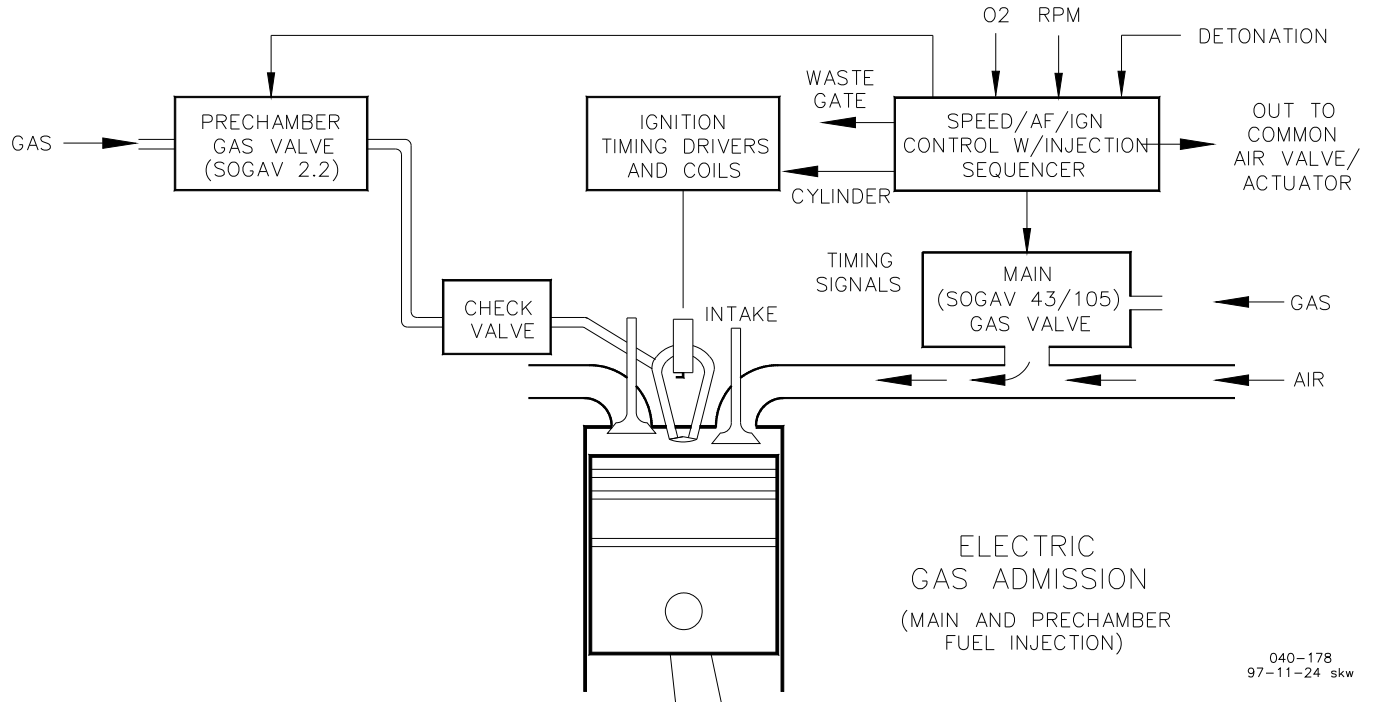 O2 RPM
DETONATION
WASTE
GATE
PRECHAMBER
GAS VALVE
(SOGAV 2.2)
GAS
IGNITION
TIMING DRIVERS
AND COILS
SPEED/AF/IGN
CONTROL W/INJECTION
SEQUENCER
OUT TO
COMMON
AIR VALVE/
ACTUATOR
CYLINDER
TIMING
SIGNALS
MAIN
(SOGAV 43/105)
GAS VALVE
GAS
CHECK
VALVE
INTAKE
AIR
ELECTRIC
GAS ADMISSION
(MAIN AND PRECHAMBER
FUEL INJECTION)
040-178
97-11-24 skw